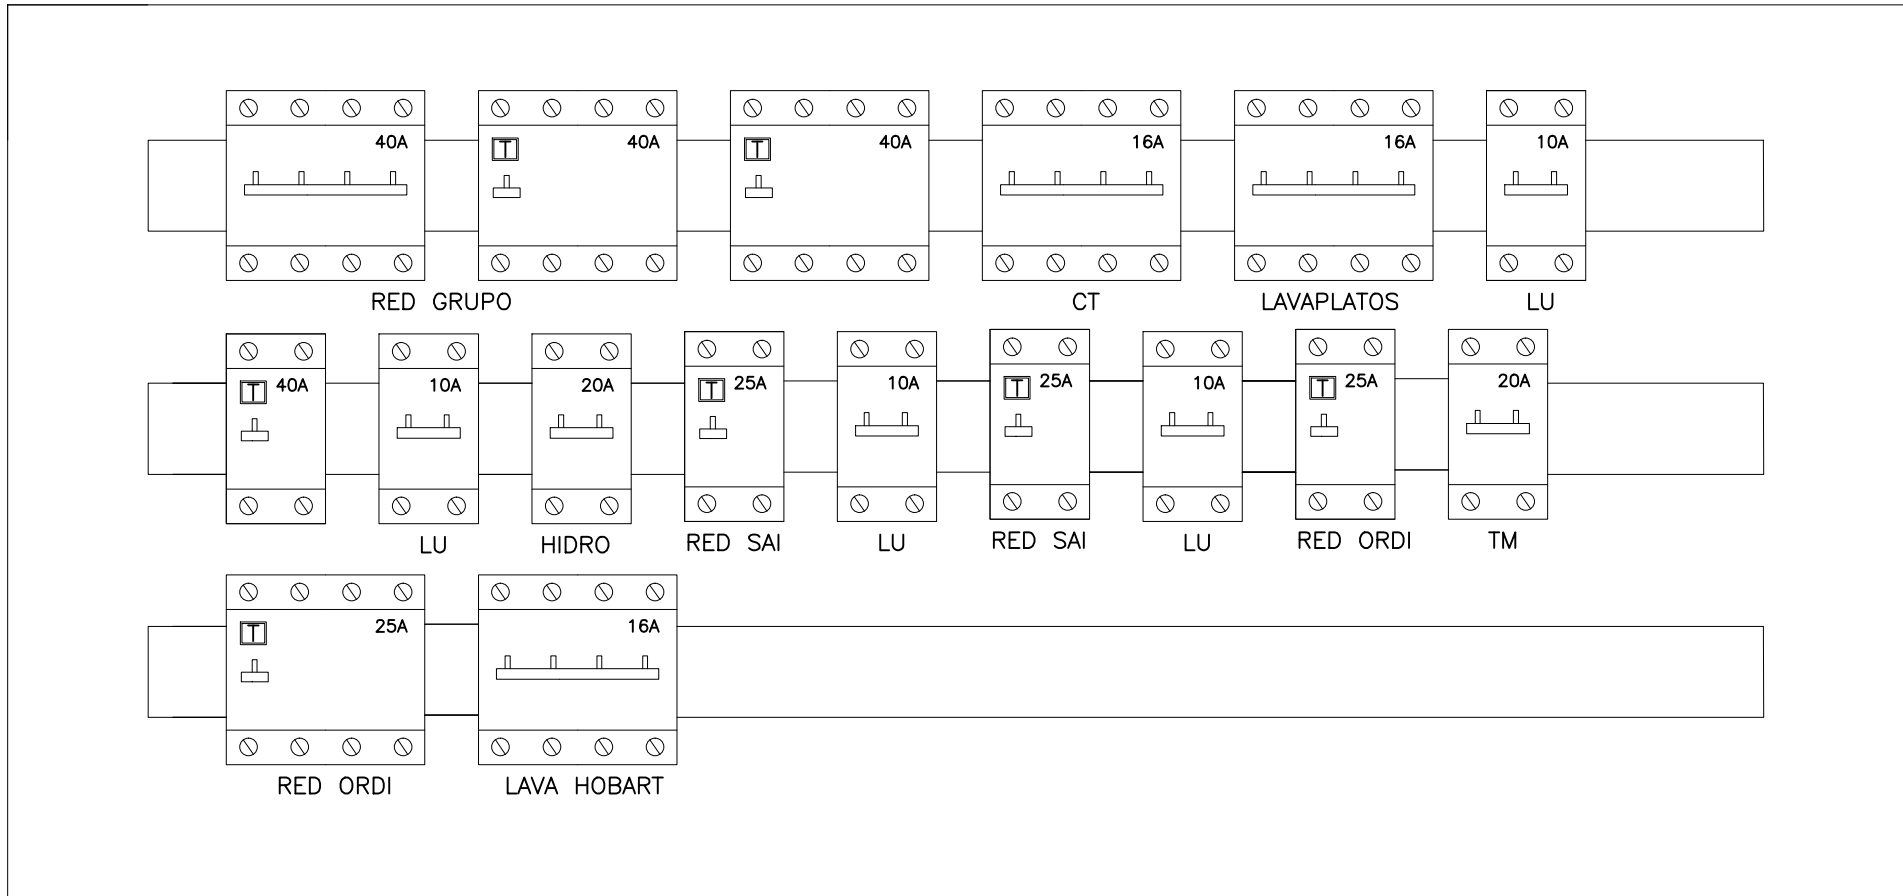 40A T 40A T 40A 16A 16A 10A
RED GRUPO CT LAVAPLATOS LU
T 40A 10A 20A T 25A 10A T 25A 10A T 25A 20A
LU HIDRO RED SAI LU RED SAI LU RED ORDI TM
T 25A 16A
RED ORDI LAVA HOBART